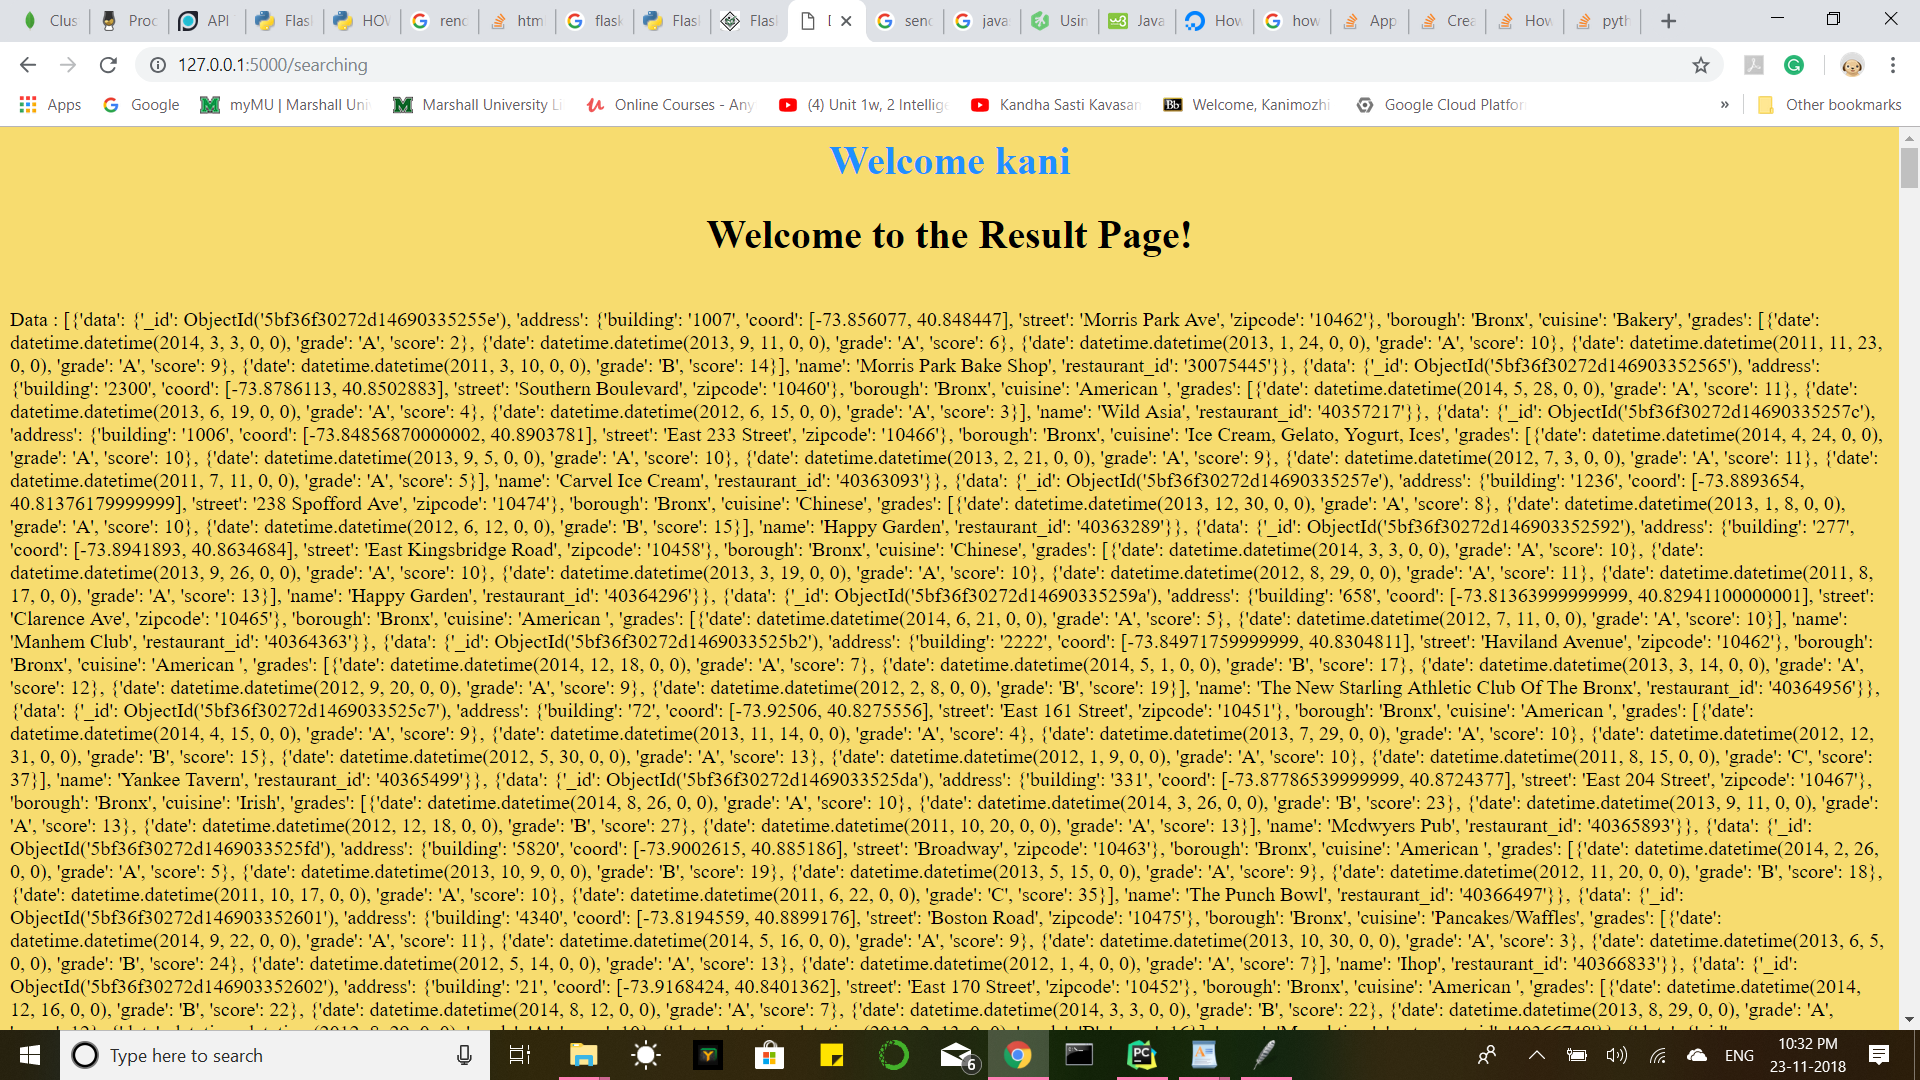 Clus
Proc
API
Flas
HOV
renc
htm
flask
Flas
Flas
senc
java
Usin
Java
How
how
App
Crea
How
pyth
127.0.0.1:5000/searching
Apps
Google
myMU | Marshall Uni
Marshall University Li
Online Courses - Any
(4) Unit 1w, 2 Intellig
Kandha Sasti Kavasan
Bb
Welcome, Kanimozhi
Google Cloud Platfor
»
Other bookmarks
Welcome kani
Welcome to the Result Page!
Data : [{'data': {'_id': ObjectId('5bf36f30272d14690335255e'), 'address': {'building': '1007', 'coord': [-73.856077, 40.848447], 'street': 'Morris Park Ave', 'zipcode': '10462'}, 'borough': 'Bronx', 'cuisine': 'Bakery', 'grades': [{'date':
datetime.datetime(2014, 3, 3, 0, 0), 'grade': 'A', 'score': 2}, {'date': datetime.datetime(2013, 9, 11, 0, 0), 'grade': 'A', 'score': 6}, {'date': datetime.datetime(2013, 1, 24, 0, 0), 'grade': 'A', 'score': 10}, {'date': datetime.datetime(2011, 11, 23,
0, 0), 'grade': 'A', 'score': 9}, {'date': datetime.datetime(2011, 3, 10, 0, 0), 'grade': 'B', 'score': 14}], 'name': 'Morris Park Bake Shop', 'restaurant_id': '30075445'}}, {'data': {'_id': ObjectId('5bf36f30272d146903352565'), 'address':
{'building': '2300', 'coord': [-73.8786113, 40.8502883], 'street': 'Southern Boulevard', 'zipcode': '10460'}, 'borough': 'Bronx', 'cuisine': 'American ', 'grades': [{'date': datetime.datetime(2014, 5, 28, 0, 0), 'grade': 'A', 'score': 11}, {'date':
datetime.datetime(2013, 6, 19, 0, 0), 'grade': 'A', 'score': 4}, {'date': datetime.datetime(2012, 6, 15, 0, 0), 'grade': 'A', 'score': 3}], 'name': 'Wild Asia', 'restaurant_id': '40357217'}}, {'data': {'_id': ObjectId('5bf36f30272d14690335257c'),
'address': {'building': '1006', 'coord': [-73.84856870000002, 40.8903781], 'street': 'East 233 Street', 'zipcode': '10466'}, 'borough': 'Bronx', 'cuisine': 'Ice Cream, Gelato, Yogurt, Ices', 'grades': [{'date': datetime.datetime(2014, 4, 24, 0, 0),
'grade': 'A', 'score': 10}, {'date': datetime.datetime(2013, 9, 5, 0, 0), 'grade': 'A', 'score': 10}, {'date': datetime.datetime(2013, 2, 21, 0, 0), 'grade': 'A', 'score': 9}, {'date': datetime.datetime(2012, 7, 3, 0, 0), 'grade': 'A', 'score': 11}, {'date':
datetime.datetime(2011, 7, 11, 0, 0), 'grade': 'A', 'score': 5}], 'name': 'Carvel Ice Cream', 'restaurant_id': '40363093'}}, {'data': {'_id': ObjectId('5bf36f30272d14690335257e'), 'address': {'building': '1236', 'coord': [-73.8893654,
40.81376179999999], 'street': '238 Spofford Ave', 'zipcode': '10474'}, 'borough': 'Bronx', 'cuisine': 'Chinese', 'grades': [{'date': datetime.datetime(2013, 12, 30, 0, 0), 'grade': 'A', 'score': 8}, {'date': datetime.datetime(2013, 1, 8, 0, 0),
'grade': 'A', 'score': 10}, {'date': datetime.datetime(2012, 6, 12, 0, 0), 'grade': 'B', 'score': 15}], 'name': 'Happy Garden', 'restaurant_id': '40363289'}}, {'data': {'_id': ObjectId('5bf36f30272d146903352592'), 'address': {'building': '277',
'coord': [-73.8941893, 40.8634684], 'street': 'East Kingsbridge Road', 'zipcode': '10458'}, 'borough': 'Bronx', 'cuisine': 'Chinese', 'grades': [{'date': datetime.datetime(2014, 3, 3, 0, 0), 'grade': 'A', 'score': 10}, {'date':
datetime.datetime(2013, 9, 26, 0, 0), 'grade': 'A', 'score': 10}, {'date': datetime.datetime(2013, 3, 19, 0, 0), 'grade': 'A', 'score': 10}, {'date': datetime.datetime(2012, 8, 29, 0, 0), 'grade': 'A', 'score': 11}, {'date': datetime.datetime(2011, 8,
17, 0, 0), 'grade': 'A', 'score': 13}], 'name': 'Happy Garden', 'restaurant_id': '40364296'}}, {'data': {'_id': ObjectId('5bf36f30272d14690335259a'), 'address': {'building': '658', 'coord': [-73.81363999999999, 40.82941100000001], 'street':
'Clarence Ave', 'zipcode': '10465'}, 'borough': 'Bronx', 'cuisine': 'American ', 'grades': [{'date': datetime.datetime(2014, 6, 21, 0, 0), 'grade': 'A', 'score': 5}, {'date': datetime.datetime(2012, 7, 11, 0, 0), 'grade': 'A', 'score': 10}], 'name':
'Manhem Club', 'restaurant_id': '40364363'}}, {'data': {'_id': ObjectId('5bf36f30272d1469033525b2'), 'address': {'building': '2222', 'coord': [-73.84971759999999, 40.8304811], 'street': 'Haviland Avenue', 'zipcode': '10462'}, 'borough':
'Bronx', 'cuisine': 'American ', 'grades': [{'date': datetime.datetime(2014, 12, 18, 0, 0), 'grade': 'A', 'score': 7}, {'date': datetime.datetime(2014, 5, 1, 0, 0), 'grade': 'B', 'score': 17}, {'date': datetime.datetime(2013, 3, 14, 0, 0), 'grade': 'A',
'score': 12}, {'date': datetime.datetime(2012, 9, 20, 0, 0), 'grade': 'A', 'score': 9}, {'date': datetime.datetime(2012, 2, 8, 0, 0), 'grade': 'B', 'score': 19}], 'name': 'The New Starling Athletic Club Of The Bronx', 'restaurant_id': '40364956'}},
{'data': {'_id': ObjectId('5bf36f30272d1469033525c7'), 'address': {'building': '72', 'coord': [-73.92506, 40.8275556], 'street': 'East 161 Street', 'zipcode': '10451'}, 'borough': 'Bronx', 'cuisine': 'American ', 'grades': [{'date':
datetime.datetime(2014, 4, 15, 0, 0), 'grade': 'A', 'score': 9}, {'date': datetime.datetime(2013, 11, 14, 0, 0), 'grade': 'A', 'score': 4}, {'date': datetime.datetime(2013, 7, 29, 0, 0), 'grade': 'A', 'score': 10}, {'date': datetime.datetime(2012, 12,
31, 0, 0), 'grade': 'B', 'score': 15}, {'date': datetime.datetime(2012, 5, 30, 0, 0), 'grade': 'A', 'score': 13}, {'date': datetime.datetime(2012, 1, 9, 0, 0), 'grade': 'A', 'score': 10}, {'date': datetime.datetime(2011, 8, 15, 0, 0), 'grade': 'C', 'score':
37}], 'name': 'Yankee Tavern', 'restaurant_id': '40365499'}}, {'data': {'_id': ObjectId('5bf36f30272d1469033525da'), 'address': {'building': '331', 'coord': [-73.87786539999999, 40.8724377], 'street': 'East 204 Street', 'zipcode': '10467'},
'borough': 'Bronx', 'cuisine': 'Irish', 'grades': [{'date': datetime.datetime(2014, 8, 26, 0, 0), 'grade': 'A', 'score': 10}, {'date': datetime.datetime(2014, 3, 26, 0, 0), 'grade': 'B', 'score': 23}, {'date': datetime.datetime(2013, 9, 11, 0, 0), 'grade':
'A', 'score': 13}, {'date': datetime.datetime(2012, 12, 18, 0, 0), 'grade': 'B', 'score': 27}, {'date': datetime.datetime(2011, 10, 20, 0, 0), 'grade': 'A', 'score': 13}], 'name': 'Mcdwyers Pub', 'restaurant_id': '40365893'}}, {'data': {'_id':
ObjectId('5bf36f30272d1469033525fd'), 'address': {'building': '5820', 'coord': [-73.9002615, 40.885186], 'street': 'Broadway', 'zipcode': '10463'}, 'borough': 'Bronx', 'cuisine': 'American ', 'grades': [{'date': datetime.datetime(2014, 2, 26,
0, 0), 'grade': 'A', 'score': 5}, {'date': datetime.datetime(2013, 10, 9, 0, 0), 'grade': 'B', 'score': 19}, {'date': datetime.datetime(2013, 5, 15, 0, 0), 'grade': 'A', 'score': 9}, {'date': datetime.datetime(2012, 11, 20, 0, 0), 'grade': 'B', 'score': 18},
{'date': datetime.datetime(2011, 10, 17, 0, 0), 'grade': 'A', 'score': 10}, {'date': datetime.datetime(2011, 6, 22, 0, 0), 'grade': 'C', 'score': 35}], 'name': 'The Punch Bowl', 'restaurant_id': '40366497'}}, {'data': {'_id':
ObjectId('5bf36f30272d146903352601'), 'address': {'building': '4340', 'coord': [-73.8194559, 40.8899176], 'street': 'Boston Road', 'zipcode': '10475'}, 'borough': 'Bronx', 'cuisine': 'Pancakes/Waffles', 'grades': [{'date':
datetime.datetime(2014, 9, 22, 0, 0), 'grade': 'A', 'score': 11}, {'date': datetime.datetime(2014, 5, 16, 0, 0), 'grade': 'A', 'score': 9}, {'date': datetime.datetime(2013, 10, 30, 0, 0), 'grade': 'A', 'score': 3}, {'date': datetime.datetime(2013, 6, 5,
0, 0), 'grade': 'B', 'score': 24}, {'date': datetime.datetime(2012, 5, 14, 0, 0), 'grade': 'A', 'score': 13}, {'date': datetime.datetime(2012, 1, 4, 0, 0), 'grade': 'A', 'score': 7}], 'name': 'Ihop', 'restaurant_id': '40366833'}}, {'data': {'_id':
ObjectId('5bf36f30272d146903352602'), 'address': {'building': '21', 'coord': [-73.9168424, 40.8401362], 'street': 'East 170 Street', 'zipcode': '10452'}, 'borough': 'Bronx', 'cuisine': 'American ', 'grades': [{'date': datetime.datetime(2014,
12, 16, 0, 0), 'grade': 'B', 'score': 22}, {'date': datetime.datetime(2014, 8, 12, 0, 0), 'grade': 'A', 'score': 7}, {'date': datetime.datetime(2014, 3, 3, 0, 0), 'grade': 'B', 'score': 22}, {'date': datetime.datetime(2013, 8, 29, 0, 0), 'grade': 'A',
Type here to search
6
ENG
10:32 PM
23-11-2018